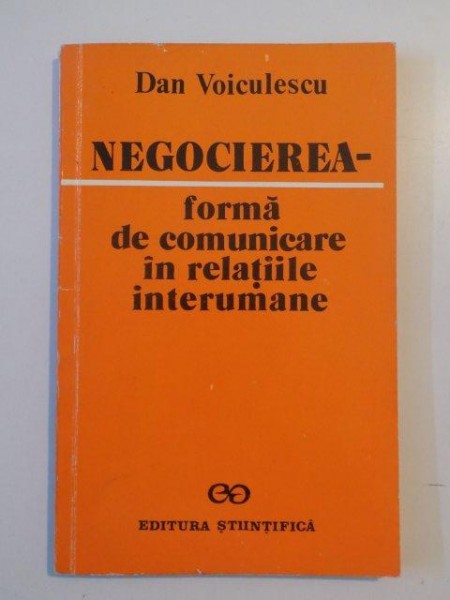 Dan Voiculescu
NEGOCIEREA-
formă
de comunicare
în relațiile
interumane
EDITURA ȘTIINȚIFICĂ